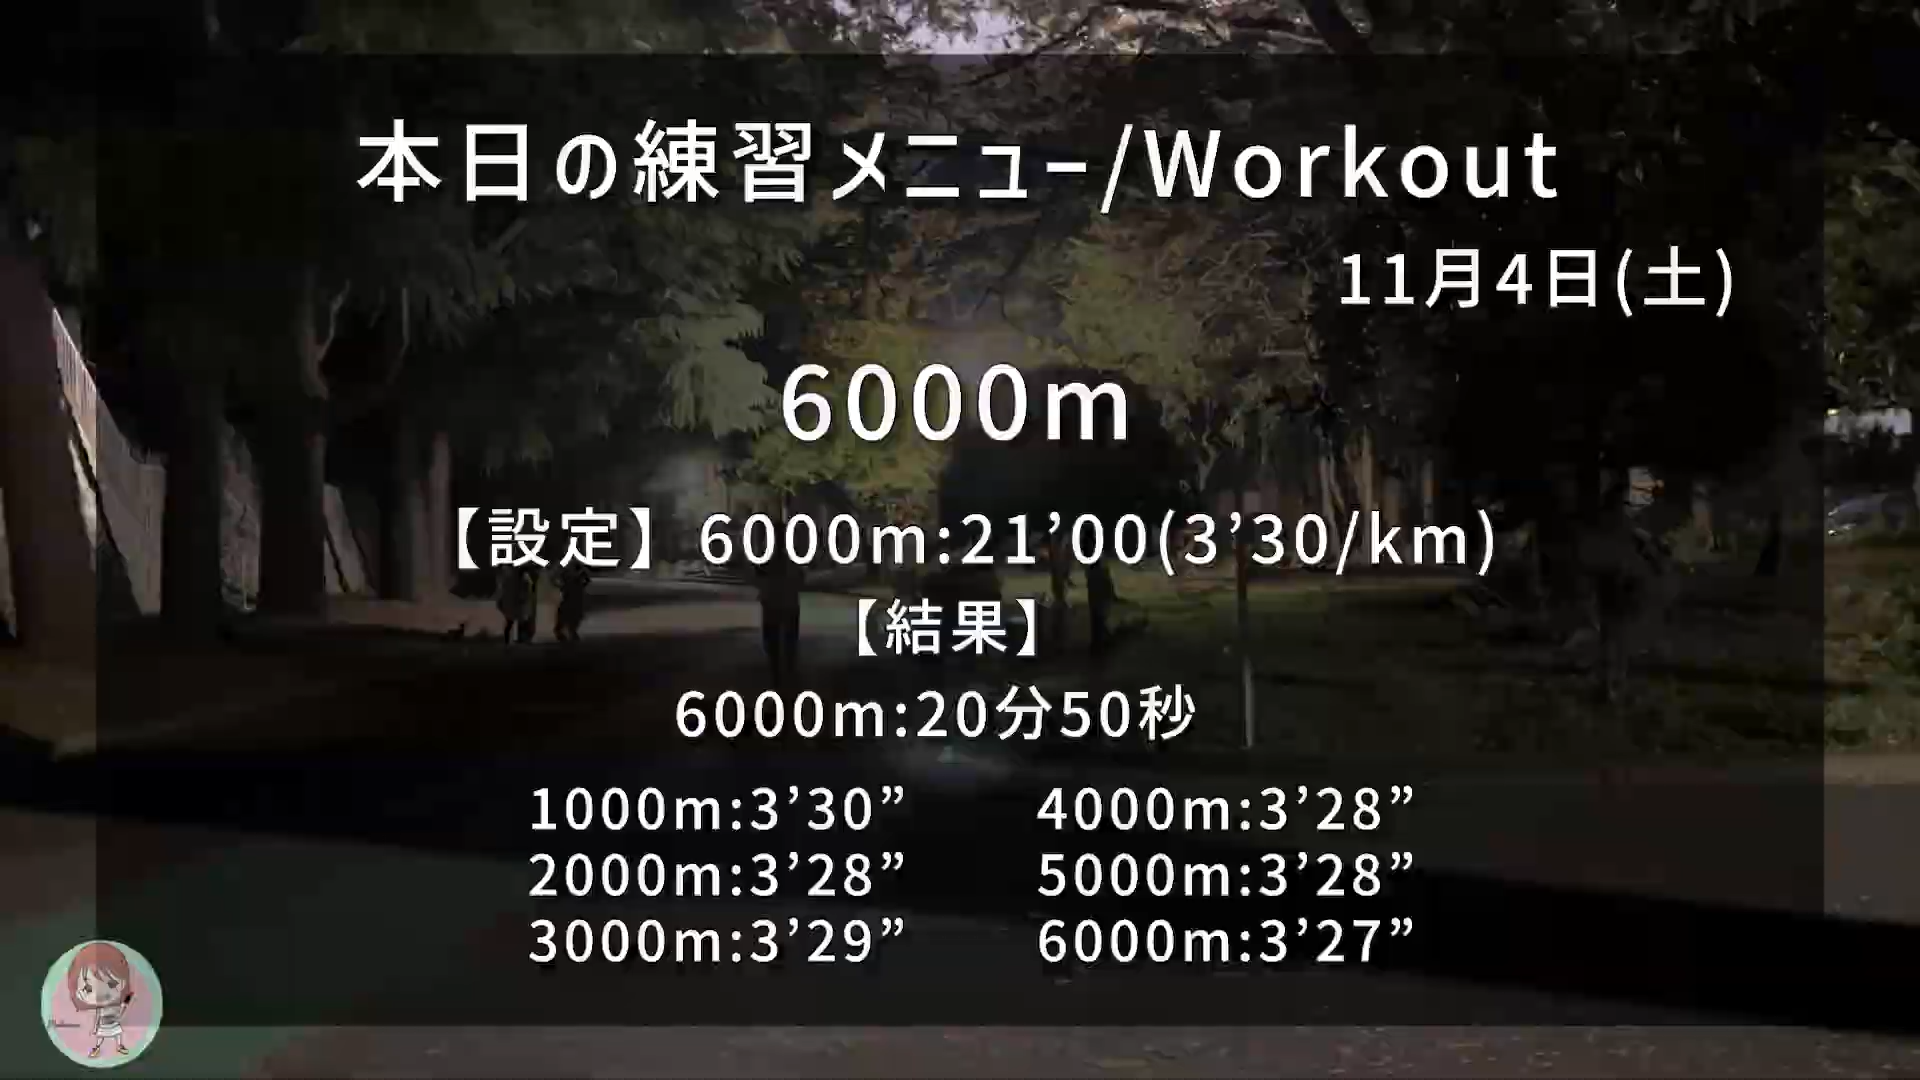 本日の練習メニュー/Workout
11月4日(土)
6000m
【設定】6000m:21’00(3’30/km)
【結果】
6000m:20分50秒
1000m:3’30”
2000m:3’28”
3000m:3’29”
4000m:3’28”
5000m:3’28”
6000m:3’27”